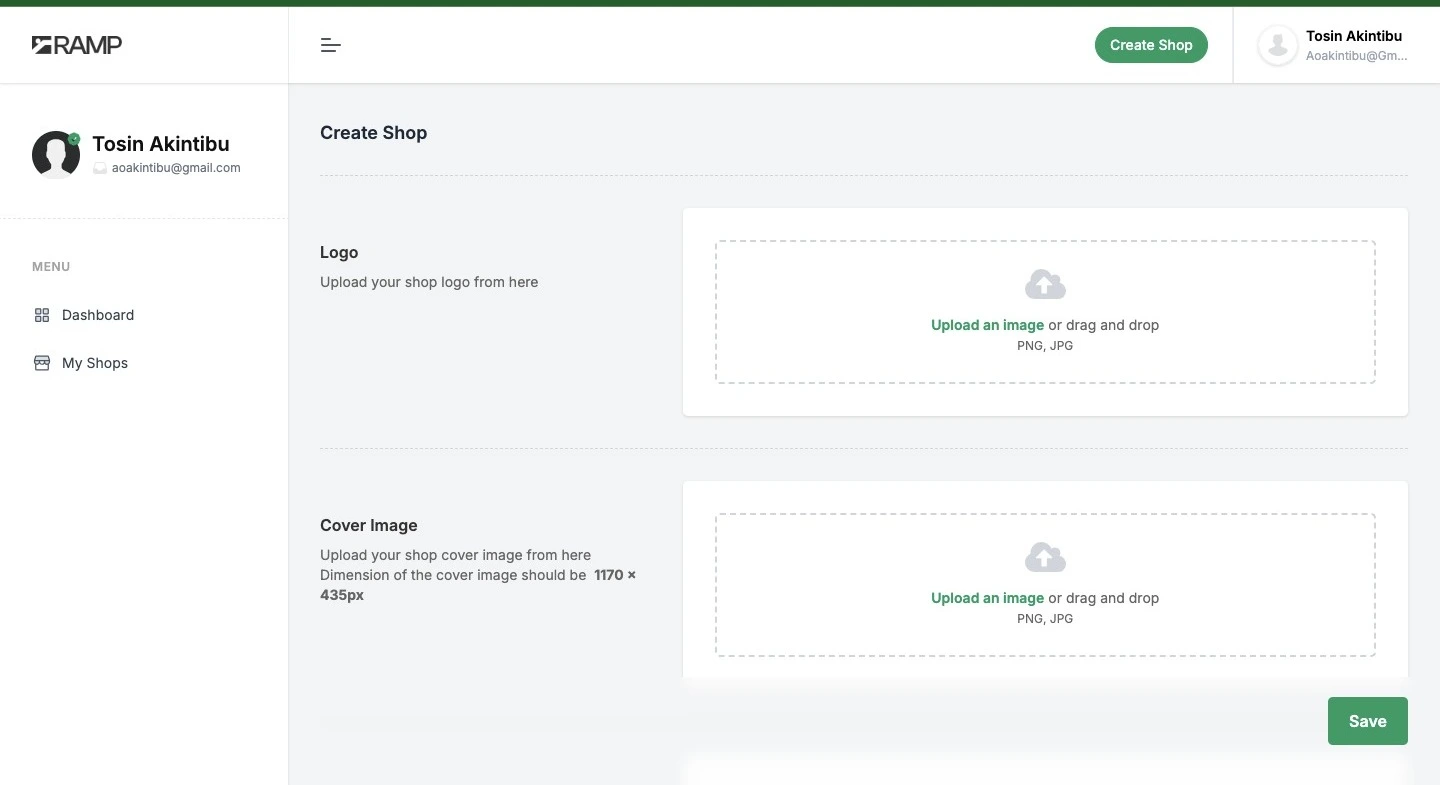 RAMP
Create Shop
Tosin Akintibu
Aoakintibu@Gm...
Tosin Akintibu
aoakintibu@gmail.com
MENU
Dashboard
My Shops
Create Shop
Logo
Upload your shop logo from here
Upload an image or drag and drop
PNG, JPG
Cover Image
Upload your shop cover image from here
Dimension of the cover image should be 1170 ×
435px
Upload an image or drag and drop
PNG, JPG
Save